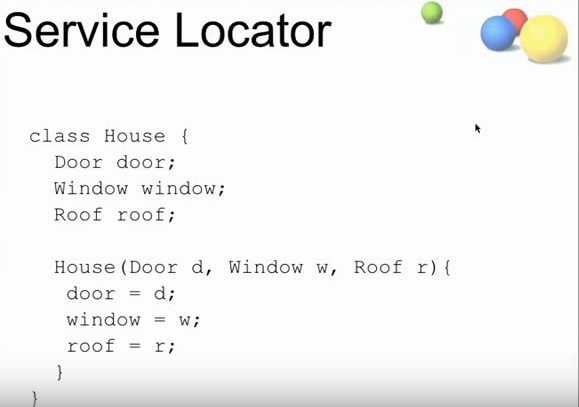 Service Locator
class House {
Door door;
Window window;
Roof roof;
House(Door d, Window w, Roof r){
door = d;
window = w;
roof = r;
}
}